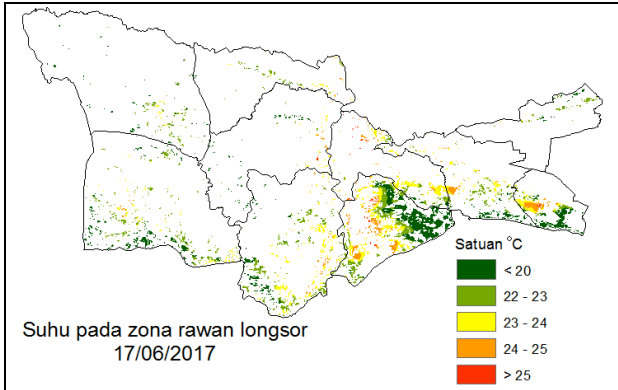 Satuan °C
< 20
22 - 23
23 - 24
24 - 25
> 25
Suhu pada zona rawan longsor
17/06/2017